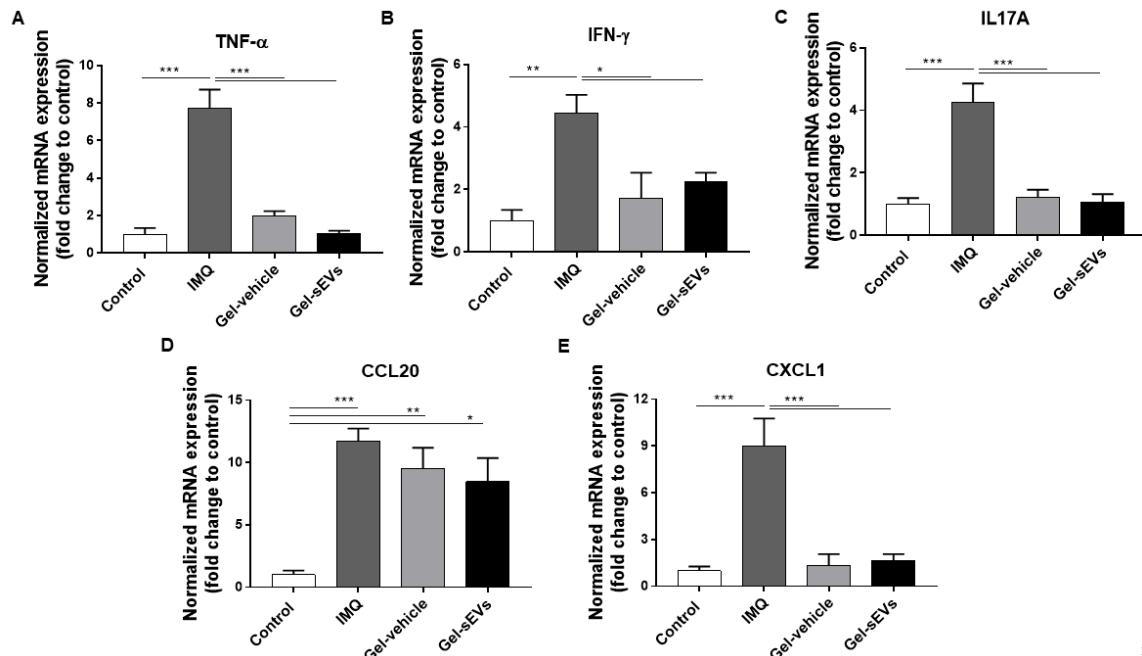 A
TNF-α
Normalized mRNA expression
(fold change to control)
10
8
6
4
2
0
*** ***
Control
IMQ
Gel-vehicle
Gel-sEVs
B
IFN-γ
Normalized mRNA expression
(fold change to control)
6
4
2
0
** *
Control
IMQ
Gel-vehicle
Gel-sEVs
C
IL17A
Normalized mRNA expression
(fold change to control)
6
4
2
0
*** ***
Control
IMQ
Gel-vehicle
Gel-sEVs
D
CCL20
Normalized mRNA expression
(fold change to control)
15
10
5
0
***
**
*
Control
IMQ
Gel-vehicle
Gel-sEVs
E
CXCL1
Normalized mRNA expression
(fold change to control)
12
9
6
3
0
*** ***
Control
IMQ
Gel-vehicle
Gel-sEVs